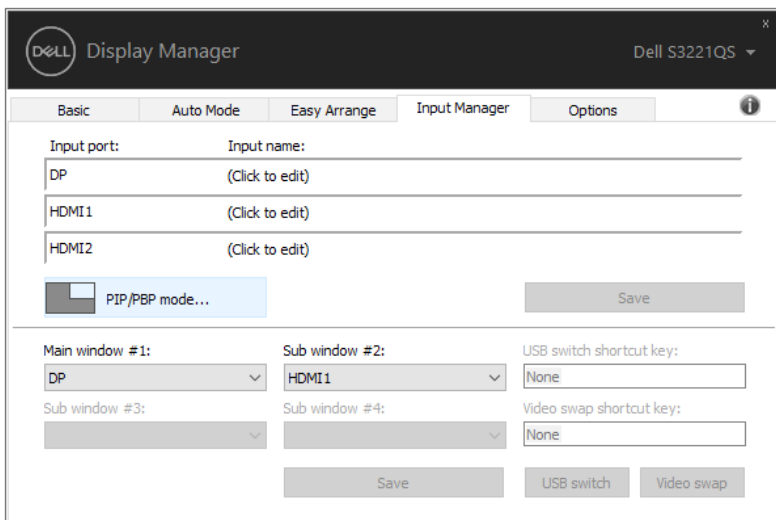 x
DELL Display Manager Dell S3221QS
Basic Auto Mode Easy Arrange Input Manager Options i
Input port: Input name:
DP (Click to edit)
HDMI1 (Click to edit)
HDMI2 (Click to edit)
PIP/PBP mode... Save
Main window #1: Sub window #2: USB switch shortcut key:
DP HDMI1 None
Sub window #3: Sub window #4: Video swap shortcut key:
None
Save USB switch Video swap